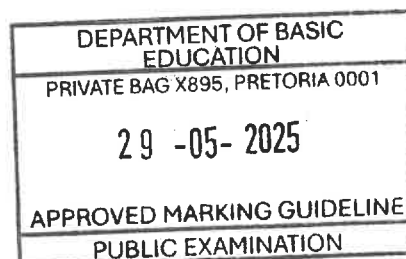 DEPARTMENT OF BASIC
EDUCATION
PRIVATE BAG X895, PRETORIA 0001
29 -05- 2025
APPROVED MARKING GUIDELINE
PUBLIC EXAMINATION